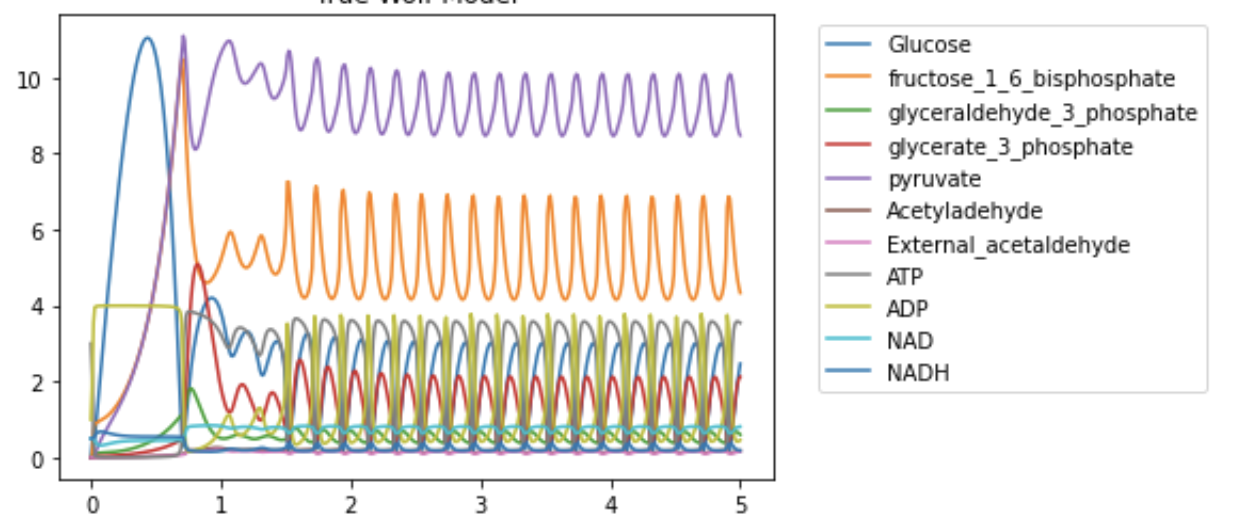 True Wolf Model
10
8
6
4
2
0
0 1 2 3 4 5
Glucose
fructose_1_6_bisphosphate
glyceraldehyde_3_phosphate
glycerate_3_phosphate
pyruvate
Acetyladehyde
External_acetaldehyde
ATP
ADP
NAD
NADH